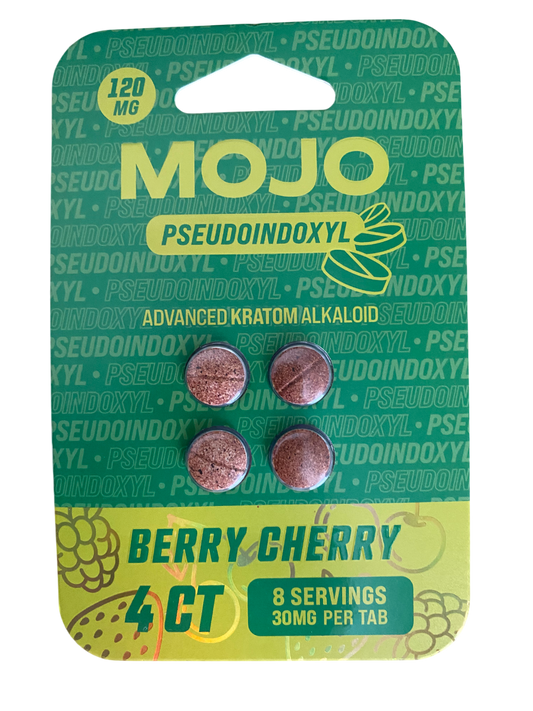 120
MG
MOJO
PSEUDOINDOXYL
ADVANCED KRATOM ALKALOID
BERRY CHERRY
4 CT
8 SERVINGS
30MG PER TAB